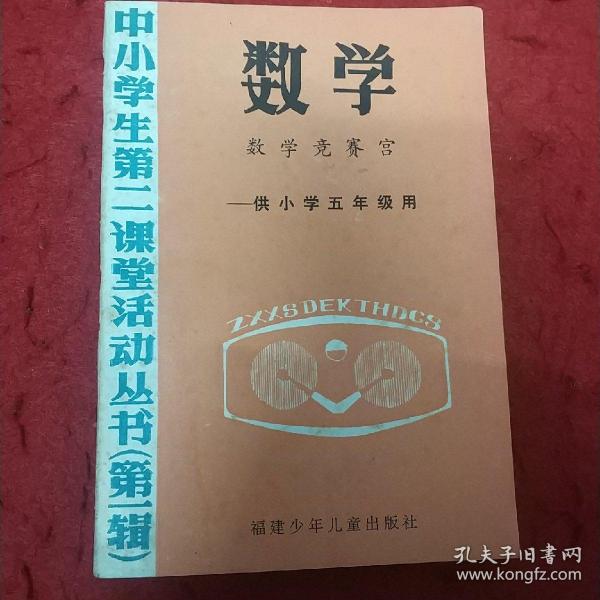 中小学生第二课堂活动丛书（第一辑）
数学
数学竞赛宫
——供小学五年级用
ZXXSDEKTHDCS
福建少年儿童出版社
孔夫子旧书网
www.kongfz.com